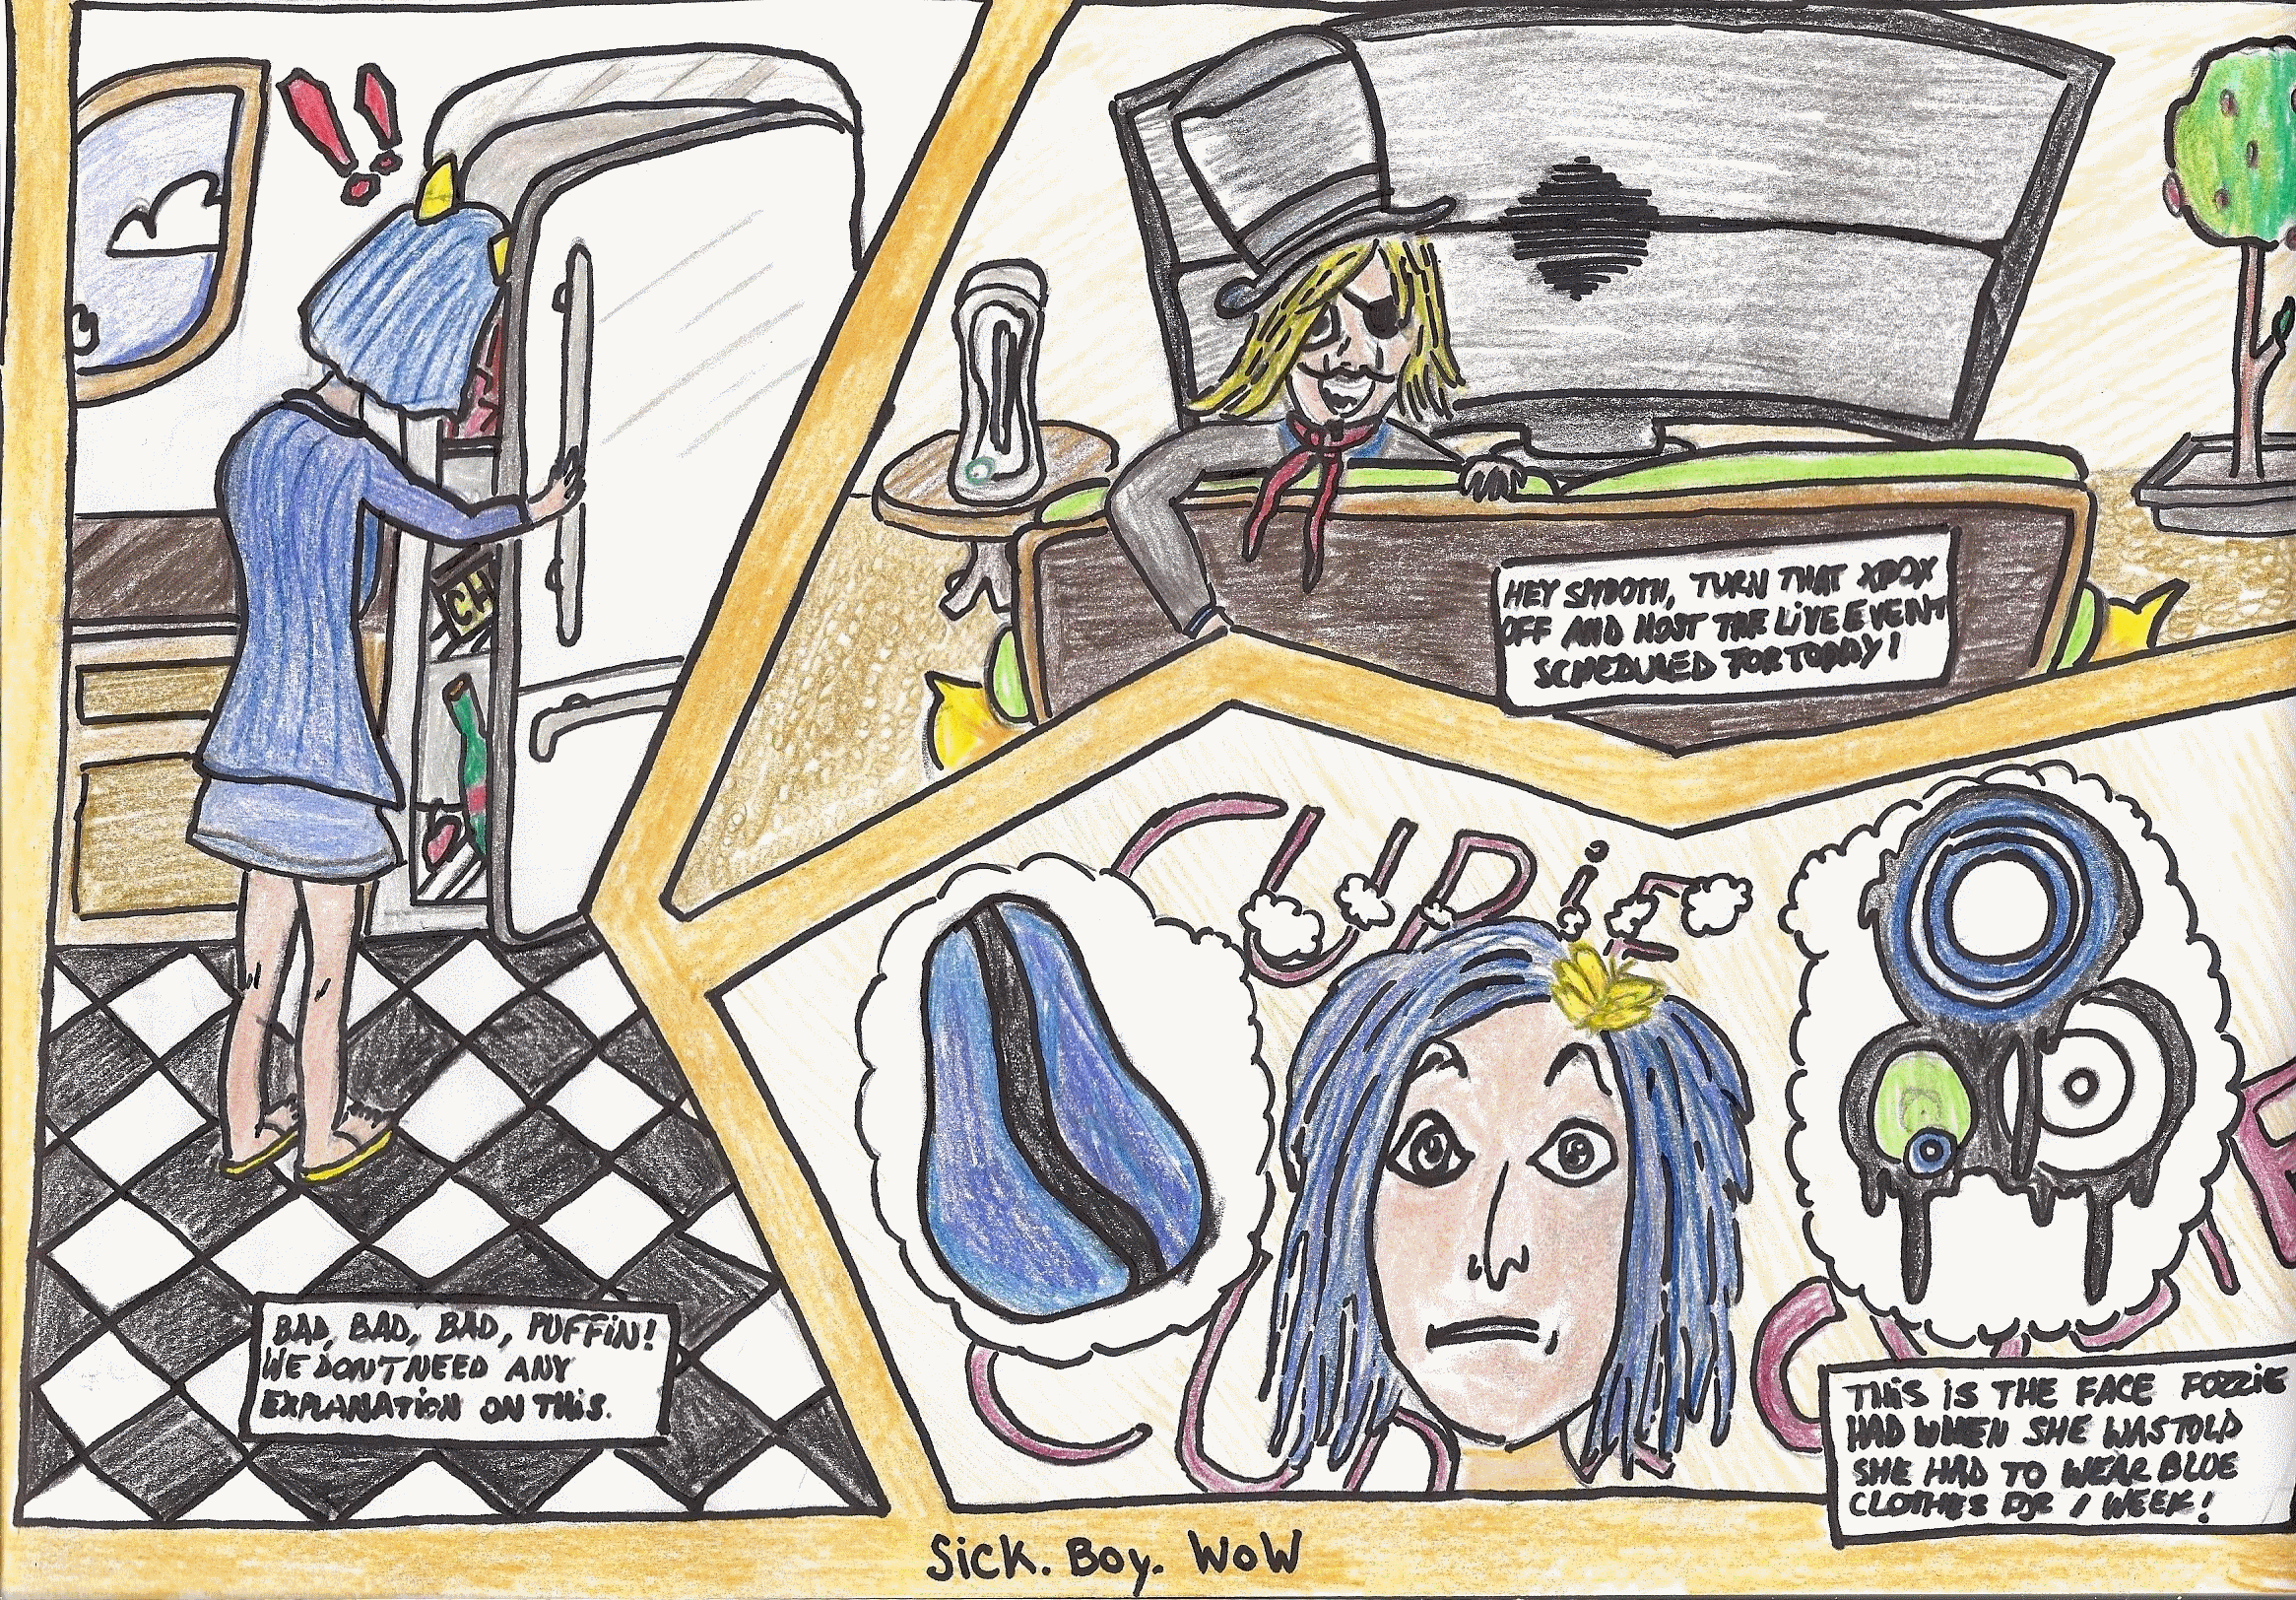 !!
CH
BAD, BAD, BAD, PUFFiN!
WE DON'T NEED ANY
EXPLANATiON ON THiS.
HEY SMOOTH, TURN THAT XBOX
OFF AND HOST THE LiVE EVENT
SCHEDULED FOR TODAY!
CUPiE
THiS iS THE FACE FOZZiE
HAD WHEN SHE WAS TOLD
SHE HAD TO WEAR BLUE
CLOTHES FOR 1 WEEK!
Sick. Boy. WoW